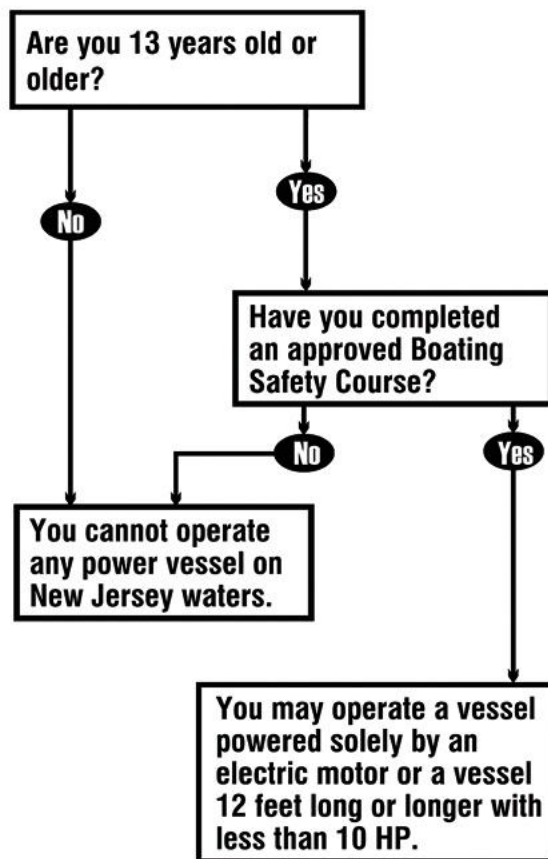 Are you 13 years old or
older?
No
Yes
Have you completed
an approved Boating
Safety Course?
No
Yes
You cannot operate
any power vessel on
New Jersey waters.
You may operate a vessel
powered solely by an
electric motor or a vessel
12 feet long or longer with
less than 10 HP.